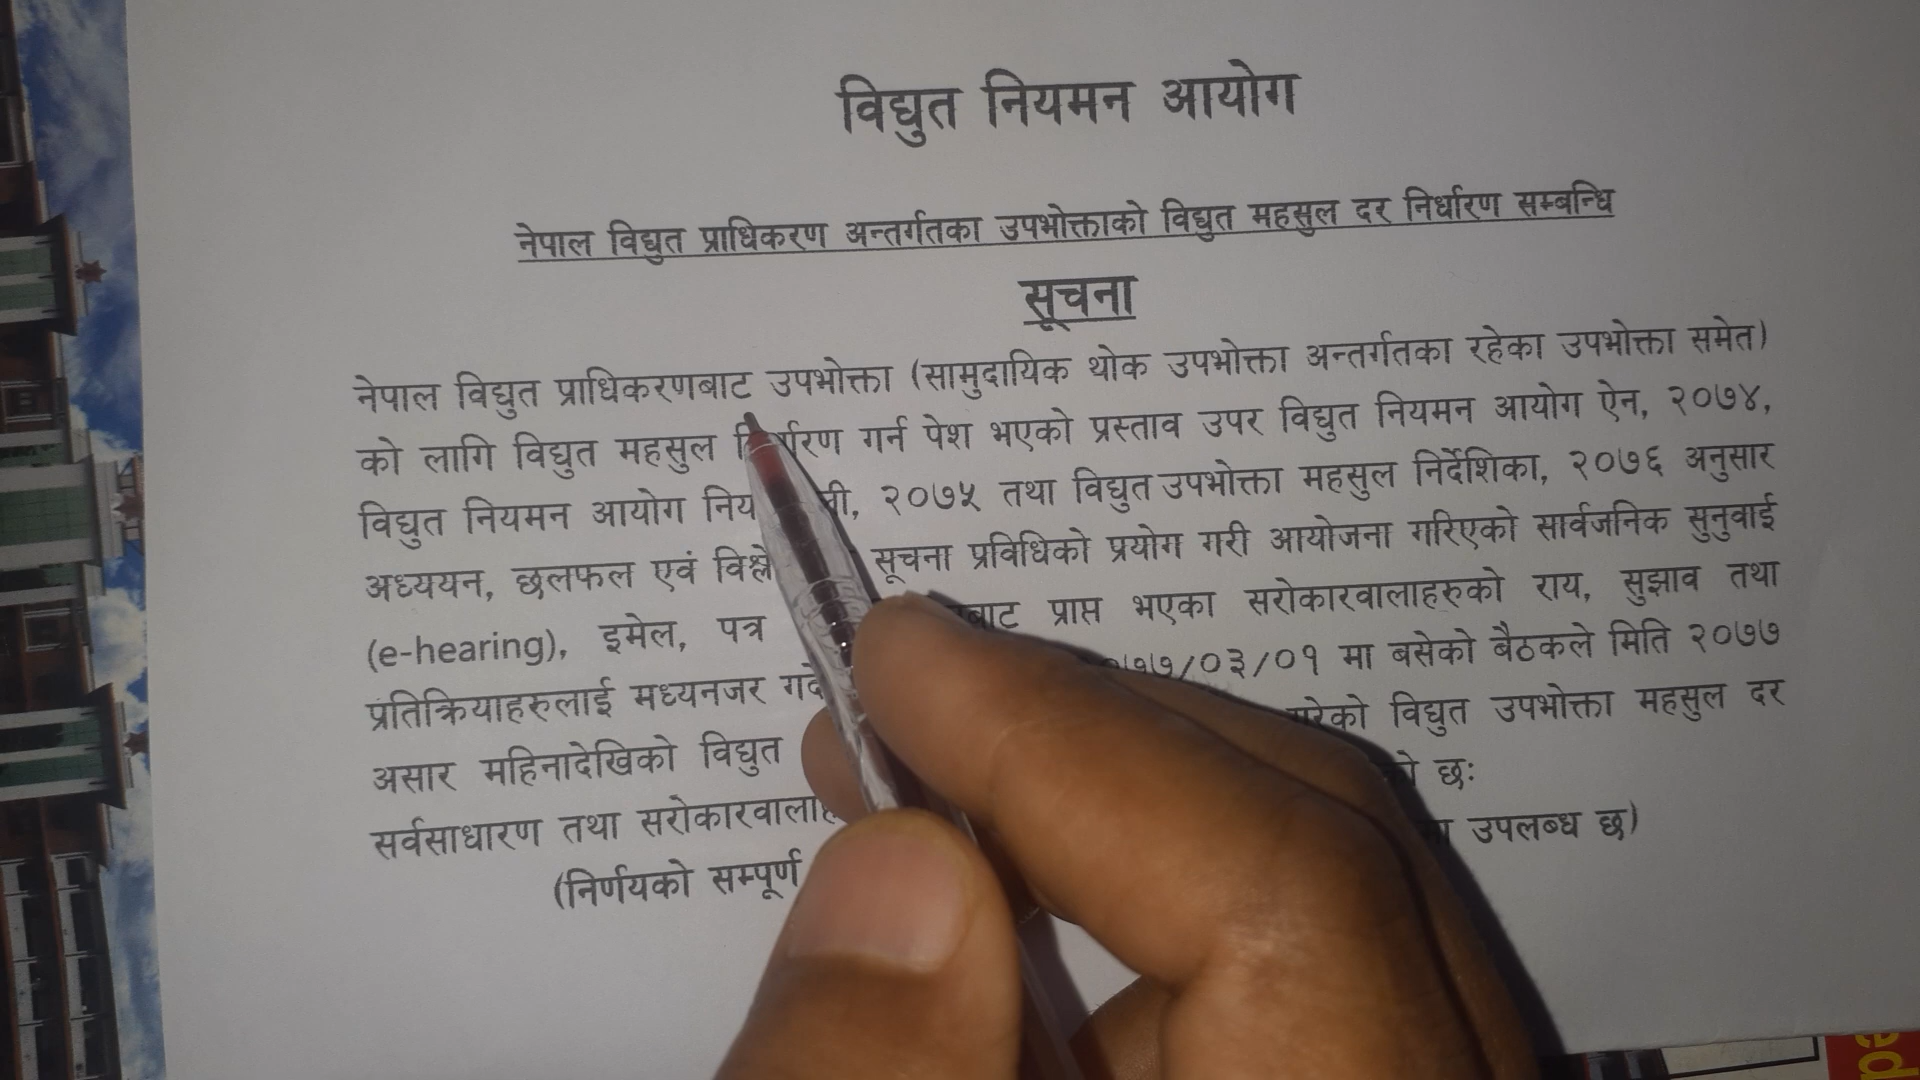 विद्युत नियमन आयोग
नेपाल विद्युत प्राधिकरण अन्तर्गतका उपभोक्ताको विद्युत महसुल दर निर्धारण सम्बन्धि
सूचना
नेपाल विद्युत प्राधिकरणबाट उपभोक्ता (सामुदायिक थोक उपभोक्ता अन्तर्गतका रहेका उपभोक्ता समेत)
को लागि विद्युत महसुल गर्न पेश भएको प्रस्ताव उपर विद्युत नियमन आयोग ऐन, २०७४,
विद्युत नियमन आयोग २०७५ तथा विद्युत उपभोक्ता महसुल निर्देशिका, २०७६ अनुसार
अध्ययन, छलफल एवं सूचना प्रविधिको प्रयोग गरी आयोजना गरिएको सार्वजनिक सुनुवाई
(e-hearing), इमेल, पत्र प्राप्त भएका सरोकारवालाहरुको राय, सुझाव तथा
प्रतिक्रियाहरुलाई मध्यनजर मा बसेको बैठकले मिति २०७७
असार महिनादेखिको विद्युत विद्युत उपभोक्ता महसुल दर
सर्वसाधारण तथा छः
(निर्णयको सम्पूर्ण उपलब्ध छ)